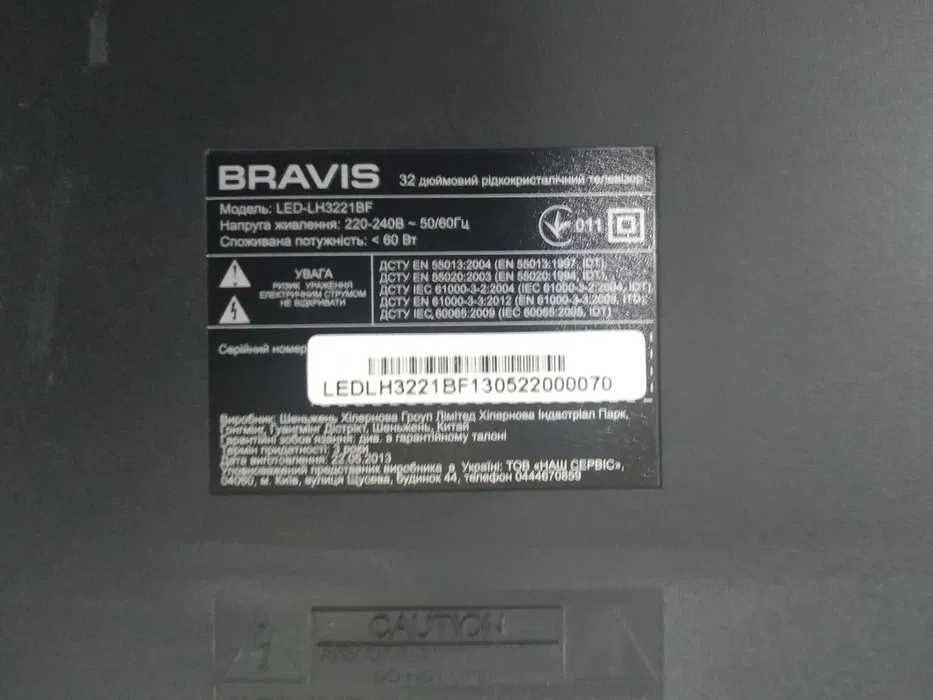 BRAVIS 32 дюймовий рідкокристалічний телевізор
Модель: LED-LH3221BF
Напруга живлення: 220-240В ~ 50/60Гц
Споживана потужність: < 60 Вт
011
УВАГА
РИЗИК УРАЖЕННЯ
ЕЛЕКТРИЧНИМ СТРУМОМ
НЕ ВІДКРИВАТИ
ДСТУ EN 55013:2004 (EN 55013:1997, IDT),
ДСТУ EN 55020:2003 (EN 55020:1994, IDT),
ДСТУ IEC 61000-3-2:2004 (IEC 61000-3-2:2004, IDT),
ДСТУ EN 61000-3-3:2012 (EN 61000-3-3:2008, ITD),
ДСТУ IEC 60065:2009 (IEC 60065:2005, IDT)
Серійний номер
LEDLH3221BF130522000070
Виробник: Шеньжень Хіпернова Груоп Лімітед Хіпернова Індастріал Парк,
Гуангмінг Дістрікт, Шеньжень, Китай
Гарантійні зобов'язання: див. в гарантійному талоні
Термін придатності: 3 роки
Дата виготовлення: 22.05.2013
Уповноважений представник виробника в Україні: ТОВ «НАШ СЕРВІС»,
04060, м. Київ, вулиця Щусєва, будинок 44, телефон 0444670859
CAUTION